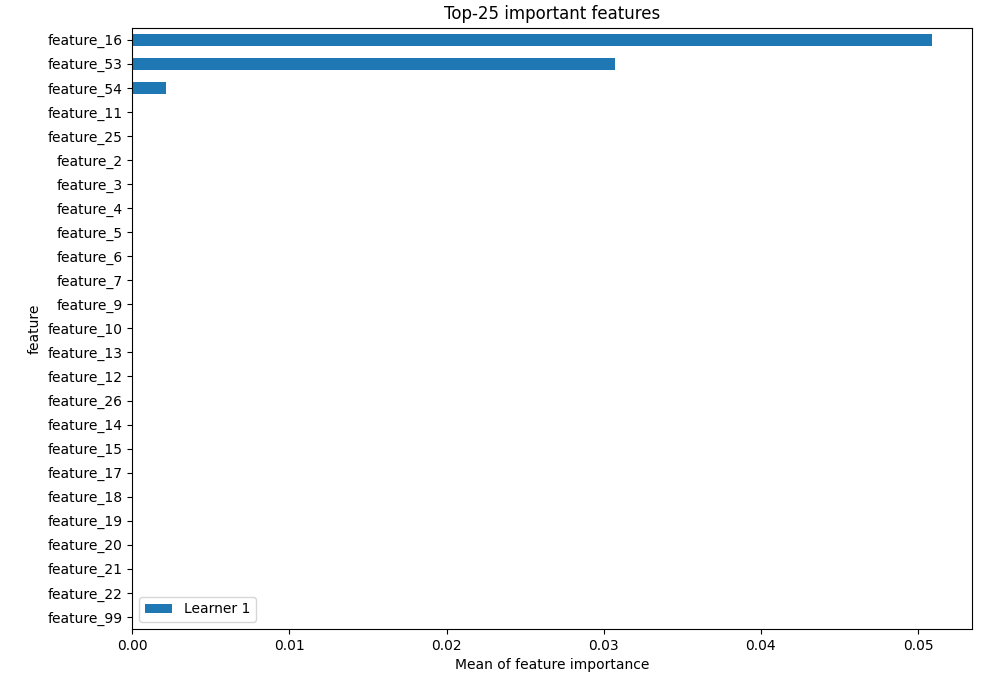 Top-25 important features
feature_16
feature_53
feature_54
feature_11
feature_25
feature_2
feature_3
feature_4
feature_5
feature_6
feature_7
feature_9
feature_10
feature_13
feature_12
feature_26
feature_14
feature_15
feature_17
feature_18
feature_19
feature_20
feature_21
feature_22
feature_99
feature
Learner 1
0.00 0.01 0.02 0.03 0.04 0.05
Mean of feature importance